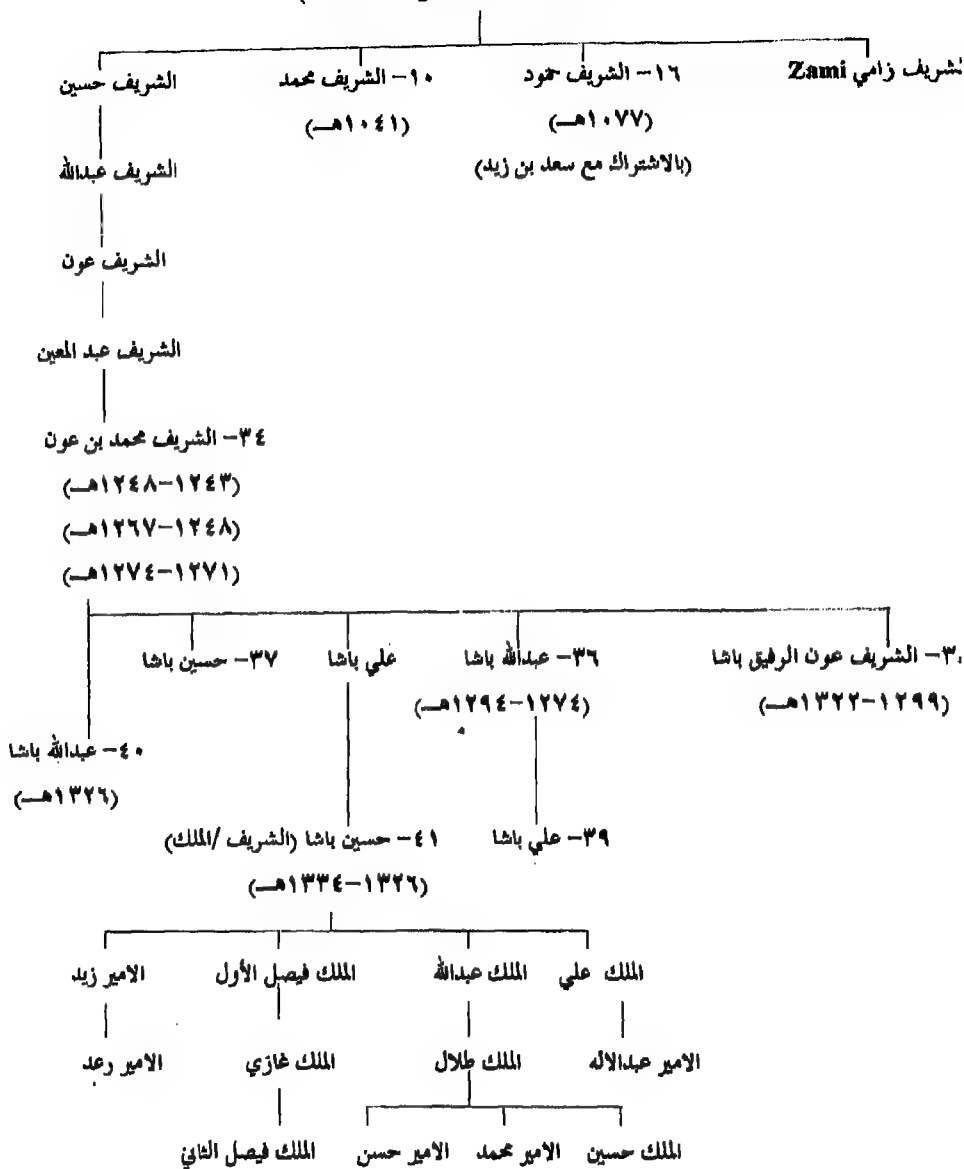 الشريف زامي Zami
١٦- الشريف حمود
(١٠٧٧هـ)
(بالاشتراك مع سعد بن زيد)
١٠- الشريف محمد
(١٠٤١هـ)
الشريف حسين
الشريف عبدالله
الشريف عون
الشريف عبد المعين
٣٤- الشريف محمد بن عون
(١٢٤٣-١٢٤٨هـ)
(١٢٤٨-١٢٦٧هـ)
(١٢٧١-١٢٧٤هـ)
- الشريف عون الرفيق باشا
(١٢٩٩-١٣٢٢هـ)
٣٦- عبدالله باشا
(١٢٧٤-١٢٩٤هـ)
علي باشا
٣٧- حسين باشا
٤٠- عبدالله باشا
(١٣٢٦هـ)
٣٩- علي باشا
٤١- حسين باشا (الشريف /الملك)
(١٣٢٦-١٣٣٤هـ)
الملك علي الملك عبدالله الملك فيصل الأول الامير زيد
الامير عبدالاله الملك طلال الملك غازي الامير رعد
الملك حسين الامير محمد الامير حسن الملك فيصل الثاني